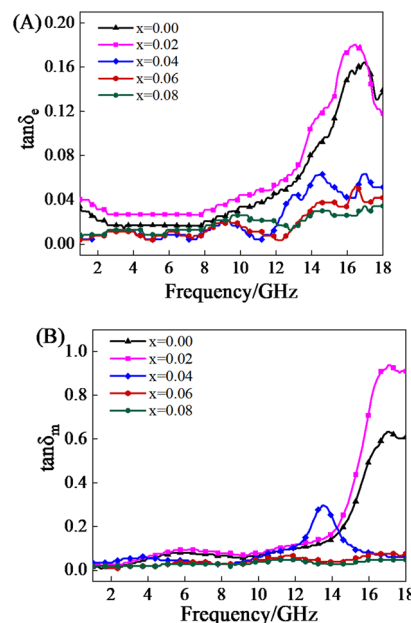 (A)
0.20
0.16
0.12
0.08
0.04
0.00
tanδe
x=0.00
x=0.02
x=0.04
x=0.06
x=0.08
2 4 6 8 10 12 14 16 18
Frequency/GHz
(B)
1.0
0.8
0.6
0.4
0.2
0.0
tanδm
x=0.00
x=0.02
x=0.04
x=0.06
x=0.08
2 4 6 8 10 12 14 16 18
Frequency/GHz